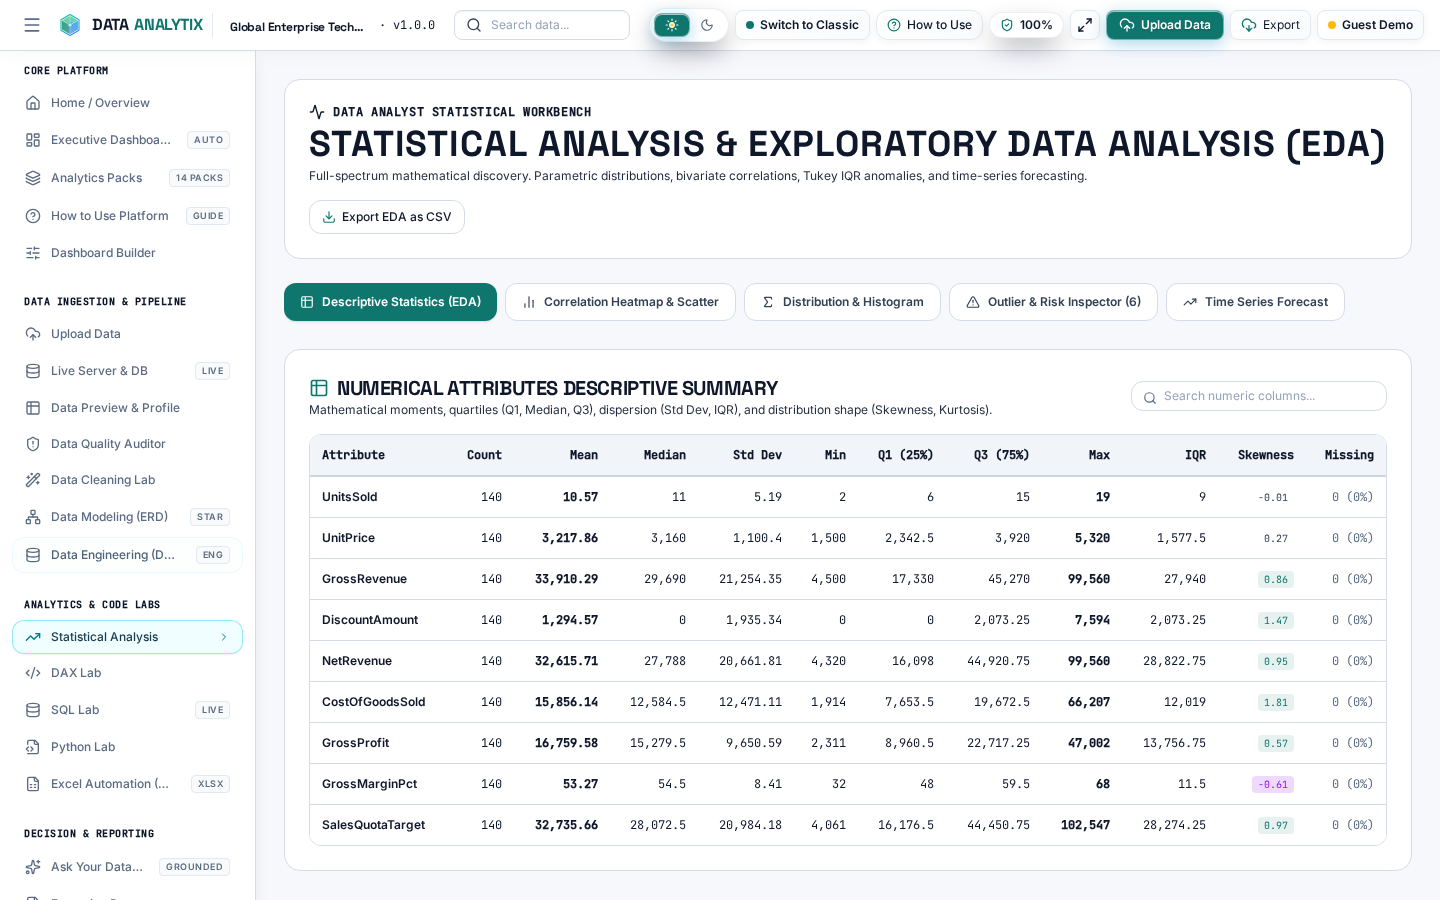 DATA ANALYTIX
Global Enterprise Tech...
· v1.0.0
Search data...
Switch to Classic
How to Use
100%
Upload Data
Export
Guest Demo
CORE PLATFORM
Home / Overview
Executive Dashboa... AUTO
Analytics Packs 14 PACKS
How to Use Platform GUIDE
Dashboard Builder
DATA INGESTION & PIPELINE
Upload Data
Live Server & DB LIVE
Data Preview & Profile
Data Quality Auditor
Data Cleaning Lab
Data Modeling (ERD) STAR
Data Engineering (D... ENG
ANALYTICS & CODE LABS
Statistical Analysis
DAX Lab
SQL Lab LIVE
Python Lab
Excel Automation (... XLSX
DECISION & REPORTING
Ask Your Data... GROUNDED
DATA ANALYST STATISTICAL WORKBENCH
STATISTICAL ANALYSIS & EXPLORATORY DATA ANALYSIS (EDA)
Full-spectrum mathematical discovery. Parametric distributions, bivariate correlations, Tukey IQR anomalies, and time-series forecasting.
Export EDA as CSV
Descriptive Statistics (EDA)
Correlation Heatmap & Scatter
Distribution & Histogram
Outlier & Risk Inspector (6)
Time Series Forecast
NUMERICAL ATTRIBUTES DESCRIPTIVE SUMMARY
Mathematical moments, quartiles (Q1, Median, Q3), dispersion (Std Dev, IQR), and distribution shape (Skewness, Kurtosis).
Search numeric columns...
Attribute Count Mean Median Std Dev Min Q1 (25%) Q3 (75%) Max IQR Skewness Missing
UnitsSold 140 10.57 11 5.19 2 6 15 19 9 -0.01 0 (0%)
UnitPrice 140 3,217.86 3,160 1,100.4 1,500 2,342.5 3,920 5,320 1,577.5 0.27 0 (0%)
GrossRevenue 140 33,910.29 29,690 21,254.35 4,500 17,330 45,270 99,560 27,940 0.86 0 (0%)
DiscountAmount 140 1,294.57 0 1,935.34 0 0 2,073.25 7,594 2,073.25 1.47 0 (0%)
NetRevenue 140 32,615.71 27,788 20,661.81 4,320 16,098 44,920.75 99,560 28,822.75 0.95 0 (0%)
CostOfGoodsSold 140 15,856.14 12,584.5 12,471.11 1,914 7,653.5 19,672.5 66,207 12,019 1.81 0 (0%)
GrossProfit 140 16,759.58 15,279.5 9,650.59 2,311 8,960.5 22,717.25 47,002 13,756.75 0.57 0 (0%)
GrossMarginPct 140 53.27 54.5 8.41 32 48 59.5 68 11.5 -0.61 0 (0%)
SalesQuotaTarget 140 32,735.66 28,072.5 20,984.18 4,061 16,176.5 44,450.75 102,547 28,274.25 0.97 0 (0%)